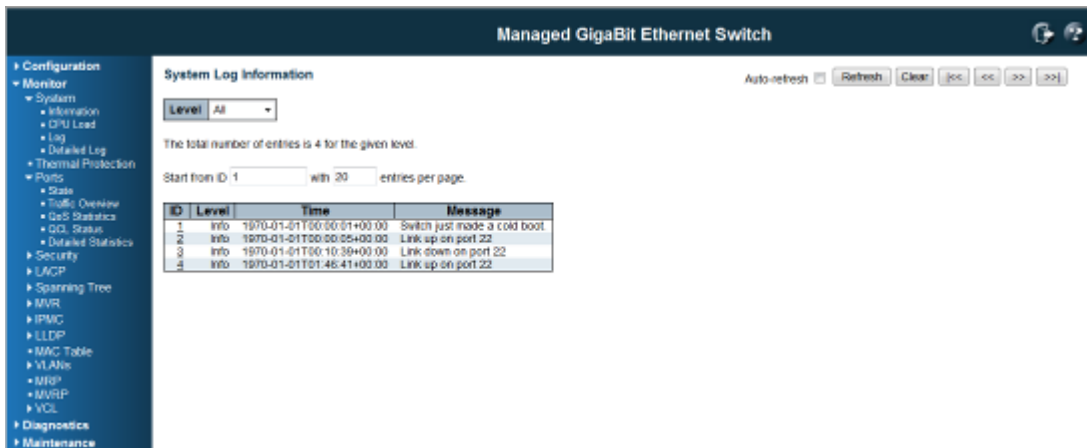 Managed GigaBit Ethernet Switch
Configuration
Monitor
System
Information
CPU Load
Log
Detailed Log
Thermal Protection
Ports
State
Traffic Overview
QoS Statistics
QCL Status
Detailed Statistics
Security
LACP
Spanning Tree
MVR
IPMC
LLDP
MAC Table
VLANs
MRP
MVRP
VCL
Diagnostics
Maintenance
System Log Information
Auto-refresh Refresh Clear |<< << >> >>|
Level All
The total number of entries is 4 for the given level.
Start from ID 1 with 20 entries per page.
ID Level Time Message
1 Info 1970-01-01T00:00:01+00:00 Switch just made a cold boot.
2 Info 1970-01-01T00:00:05+00:00 Link up on port 22
3 Info 1970-01-01T00:10:39+00:00 Link down on port 22
4 Info 1970-01-01T01:46:41+00:00 Link up on port 22